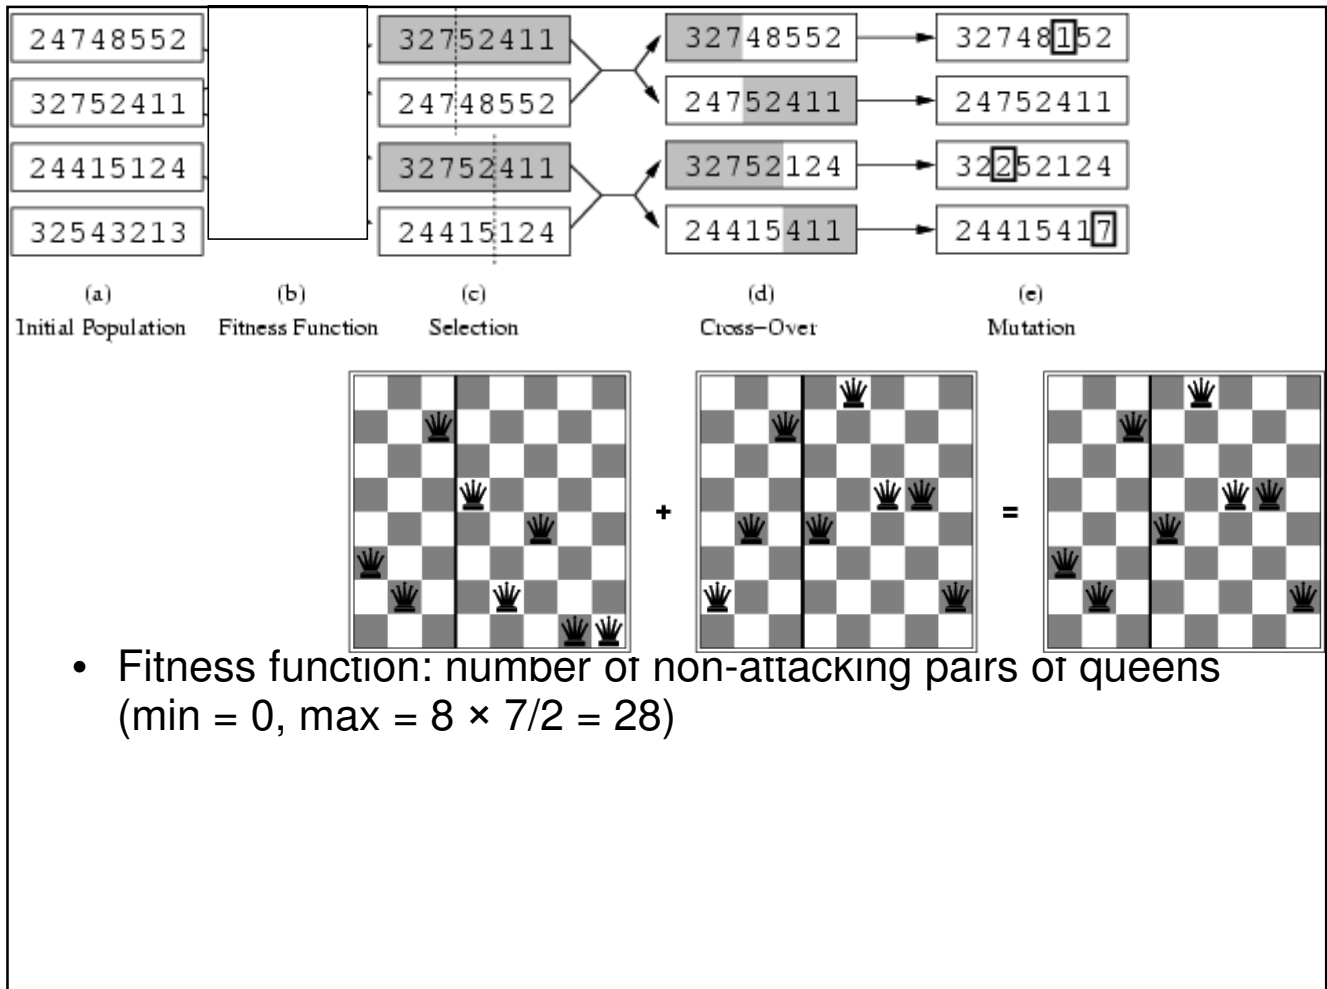 24748552 32752411 32748552 32748152
32752411 24748552 24752411 24752411
24415124 32752411 32752124 32252124
32543213 24415124 24415411 24415417
(a) (b) (c) (d) (e)
Initial Population Fitness Function Selection Cross-Over Mutation
+ =
• Fitness function: number of non-attacking pairs of queens
(min = 0, max = 8 × 7/2 = 28)